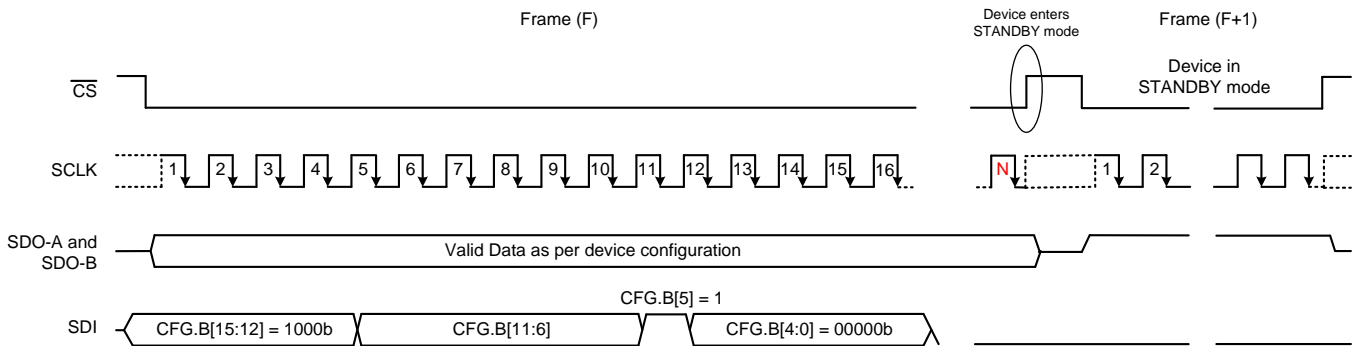 Frame (F)
Device enters
STANDBY mode
Frame (F+1)
CS
Device in
STANDBY mode
SCLK
1 2 3 4 5 6 7 8 9 10 11 12 13 14 15 16 N 1 2
SDO-A and
SDO-B
Valid Data as per device configuration
CFG.B[5] = 1
SDI
CFG.B[15:12] = 1000b
CFG.B[11:6]
CFG.B[4:0] = 00000b